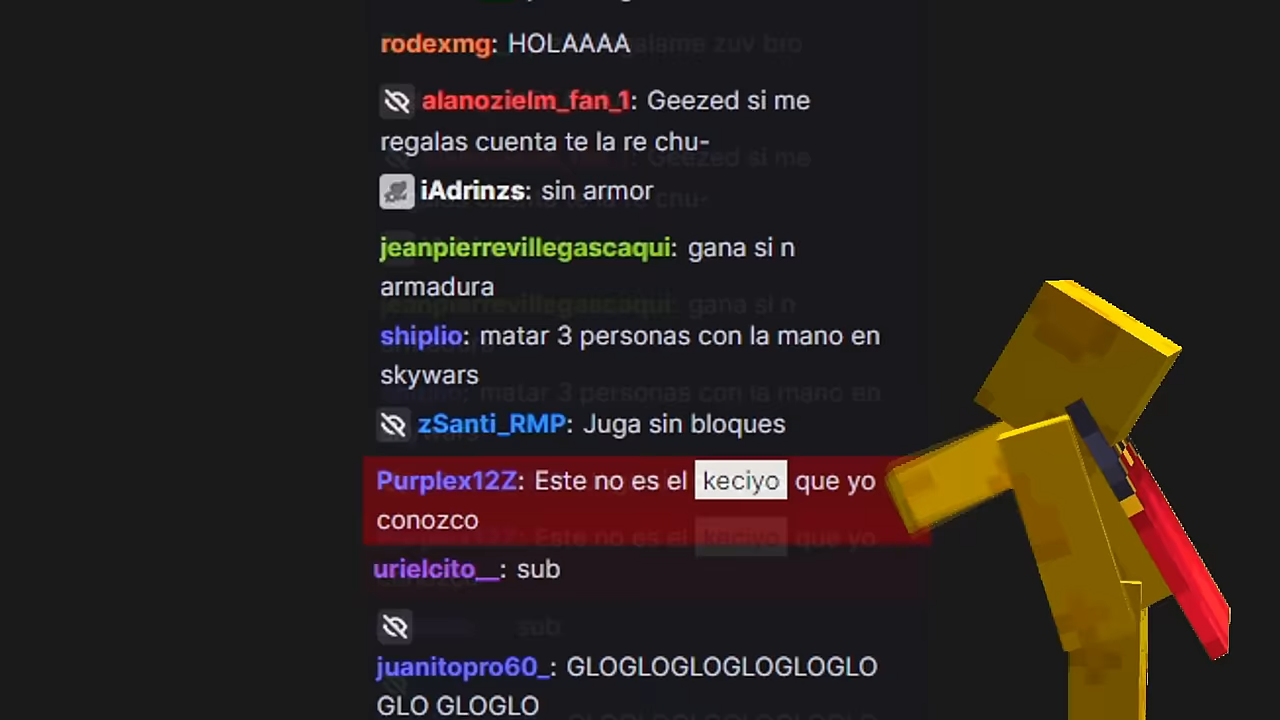 rodexmg: HOLAAAA
alanozielm_fan_1: Geezed si me
regalas cuenta te la re chu-
iAdrinzs: sin armor
jeanpierrevillegascaqui: gana si n
armadura
shiplio: matar 3 personas con la mano en
skywars
zSanti_RMP: Juga sin bloques
Purplex12Z: Este no es el keciyo que yo
conozco
urielcito__: sub
juanitopro60_: GLOGLOGLOGLOGLOGLO
GLO GLOGLO